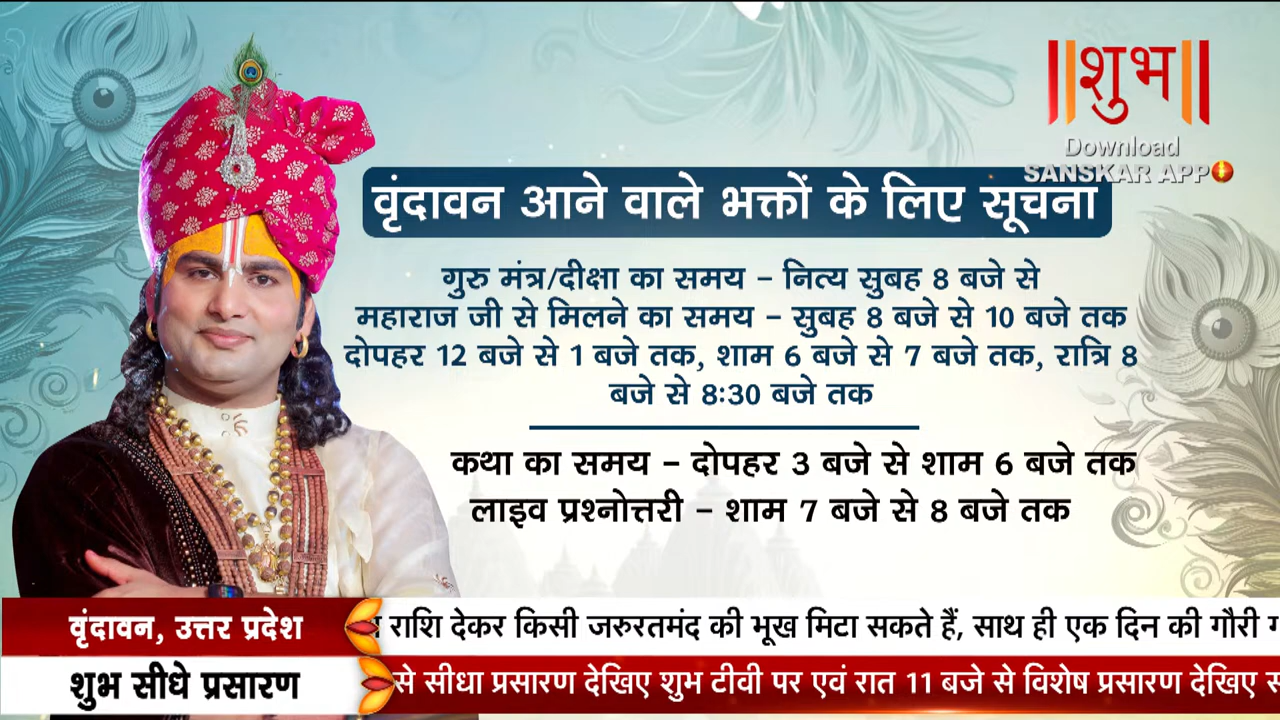 ||शुभ||
Download
SANSKAR APP
वृंदावन आने वाले भक्तों के लिए सूचना
गुरु मंत्र/दीक्षा का समय – नित्य सुबह 8 बजे से
महाराज जी से मिलने का समय – सुबह 8 बजे से 10 बजे तक
दोपहर 12 बजे से 1 बजे तक, शाम 6 बजे से 7 बजे तक, रात्रि 8
बजे से 8:30 बजे तक
कथा का समय – दोपहर 3 बजे से शाम 6 बजे तक
लाइव प्रश्नोत्तरी – शाम 7 बजे से 8 बजे तक
वृंदावन, उत्तर प्रदेश
राशि देकर किसी जरुरतमंद की भूख मिटा सकते हैं, साथ ही एक दिन की गौरी
शुभ सीधे प्रसारण
से सीधा प्रसारण देखिए शुभ टीवी पर एवं रात 11 बजे से विशेष प्रसारण देखिए